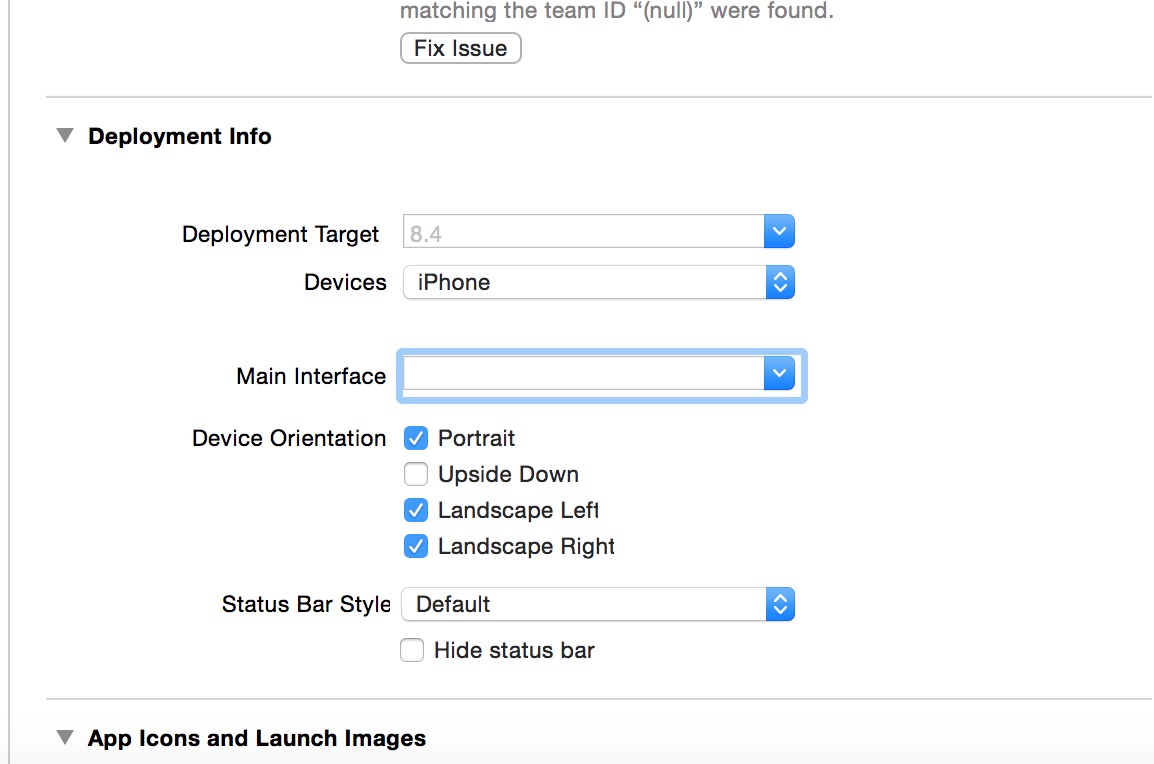 matching the team ID “(null)” were found.
Fix Issue
Deployment Info
Deployment Target 8.4
Devices iPhone
Main Interface
Device Orientation Portrait
Upside Down
Landscape Left
Landscape Right
Status Bar Style Default
Hide status bar
App Icons and Launch Images